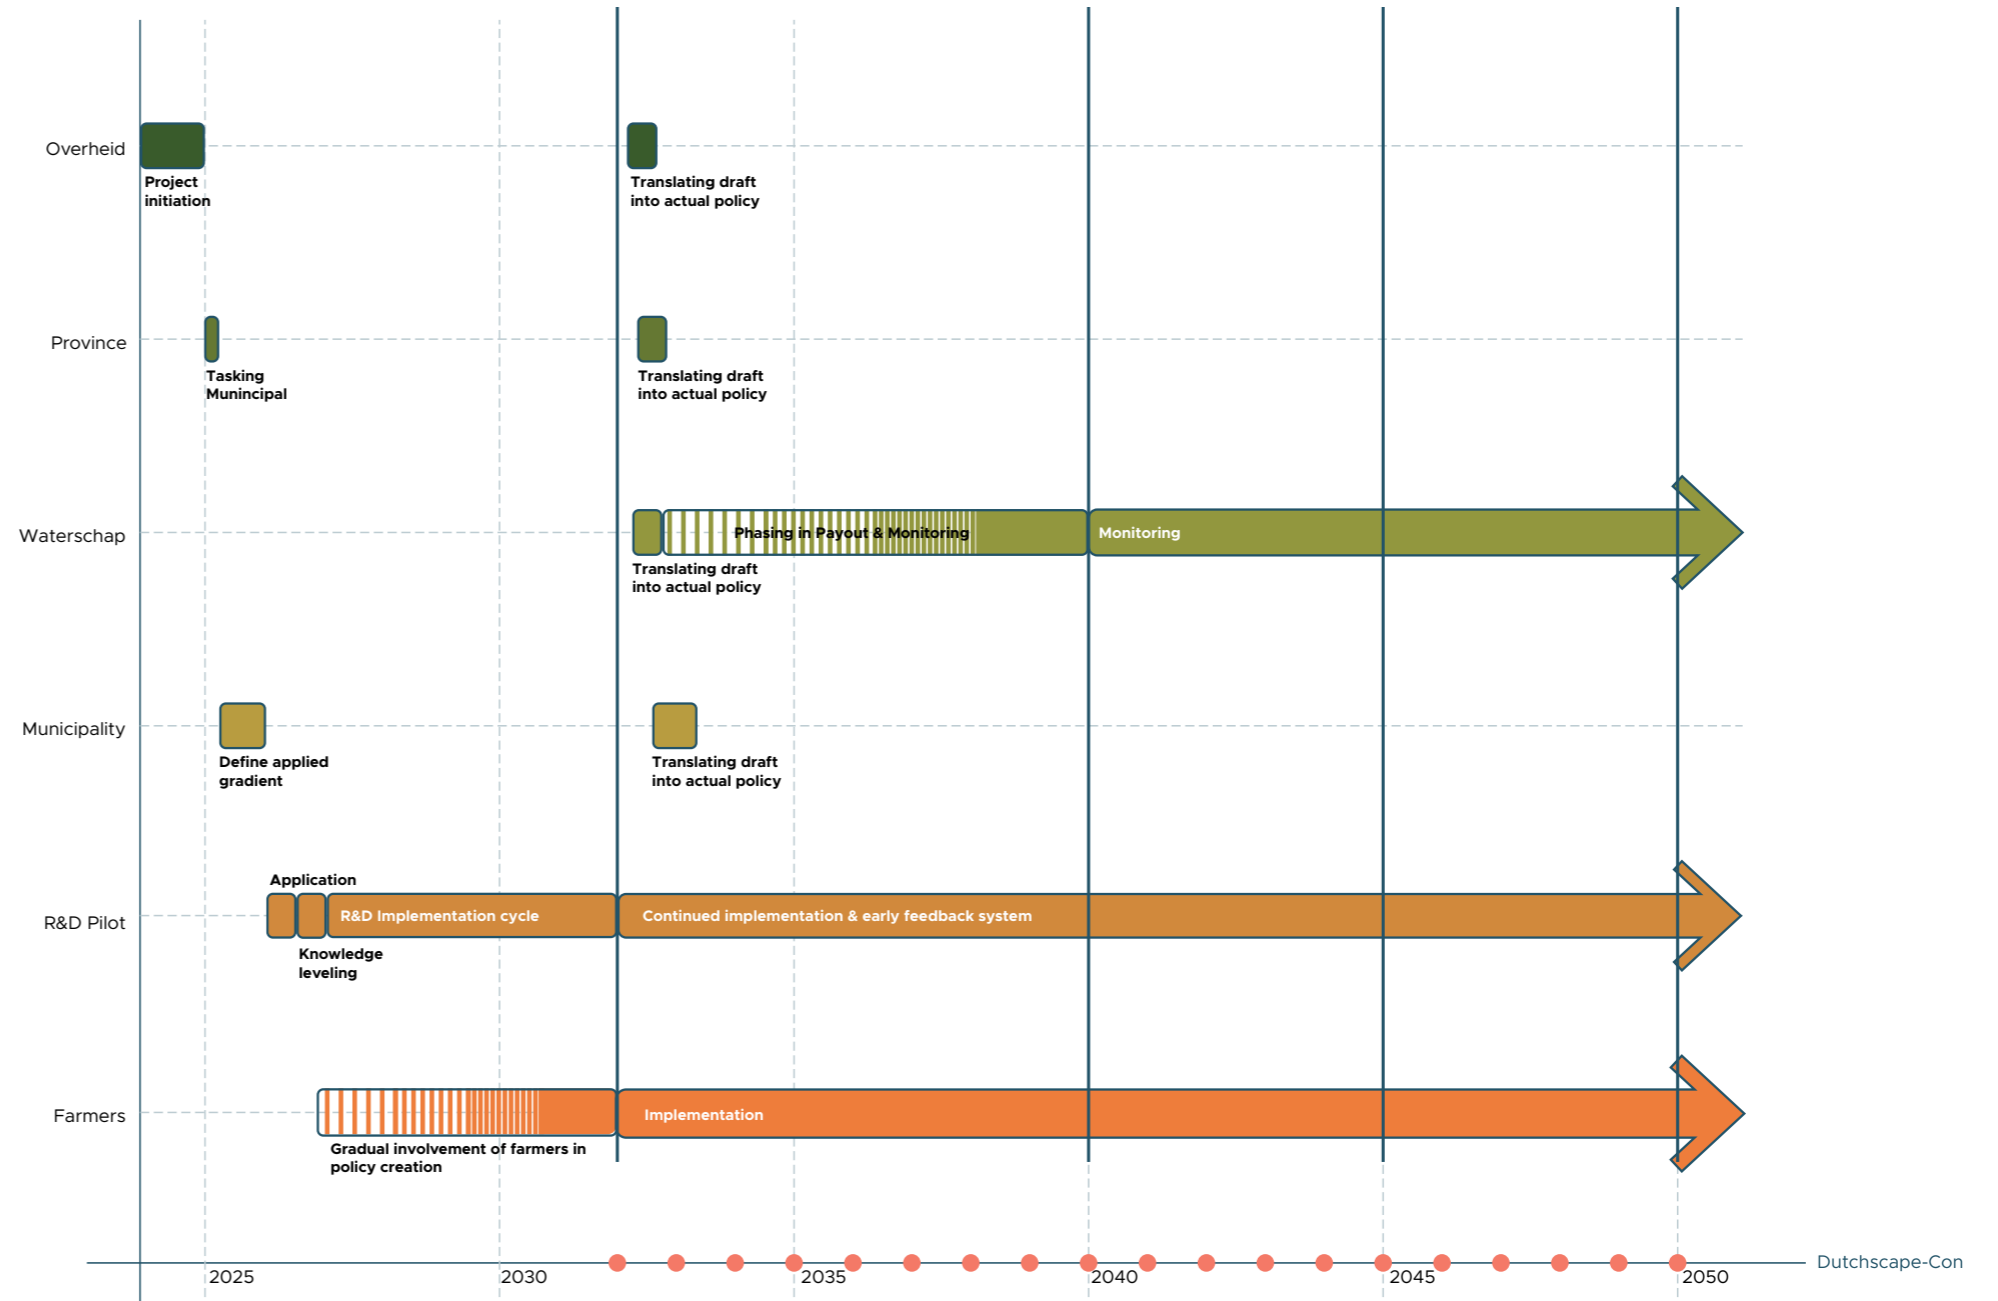 Overheid
Project
initiation
Translating draft
into actual policy
Province
Tasking
Munincipal
Translating draft
into actual policy
Waterschap
Phasing in Payout & Monitoring
Monitoring
Translating draft
into actual policy
Municipality
Define applied
gradient
Translating draft
into actual policy
Application
R&D Pilot
R&D Implementation cycle
Continued implementation & early feedback system
Knowledge
leveling
Farmers
Implementation
Gradual involvement of farmers in
policy creation
Dutchscape-Con
2025
2030
2035
2040
2045
2050